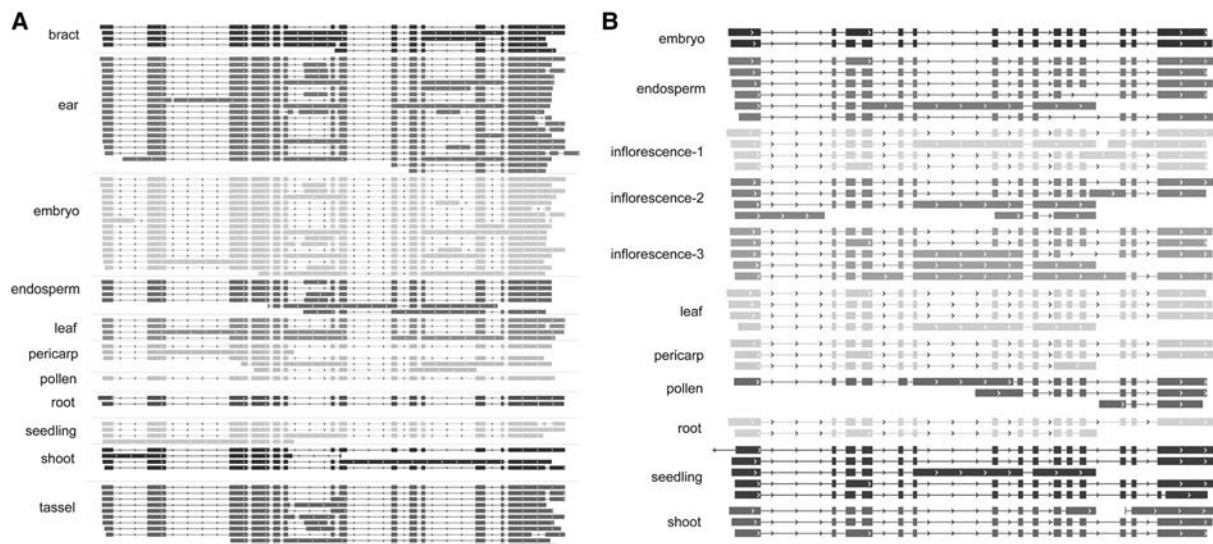 A
bract
ear
embryo
endosperm
leaf
pericarp
pollen
root
seedling
shoot
tassel
B
embryo
endosperm
inflorescence-1
inflorescence-2
inflorescence-3
leaf
pericarp
pollen
root
seedling
shoot